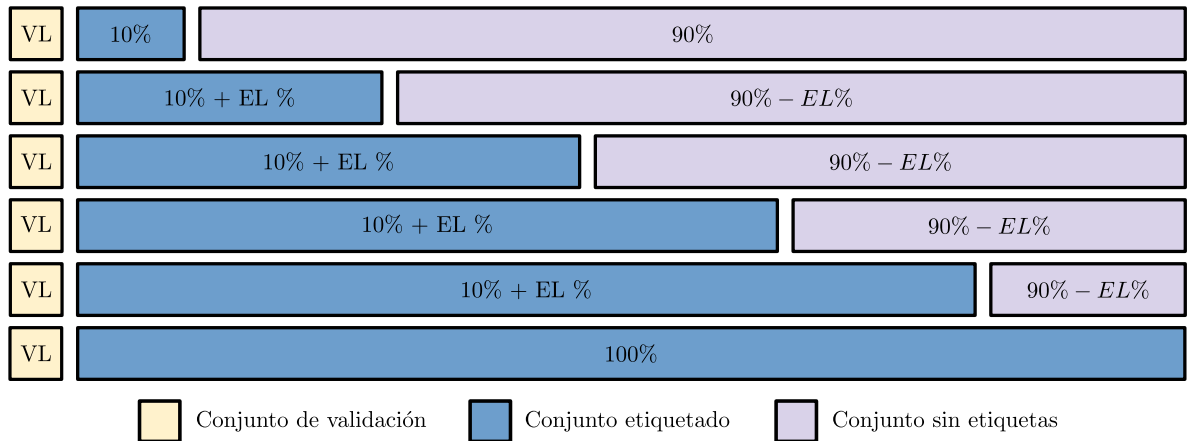 VL 10% 90%
VL 10% + EL % 90% − EL%
VL 10% + EL % 90% − EL%
VL 10% + EL % 90% − EL%
VL 10% + EL % 90% − EL%
VL 100%
Conjunto de validación Conjunto etiquetado Conjunto sin etiquetas